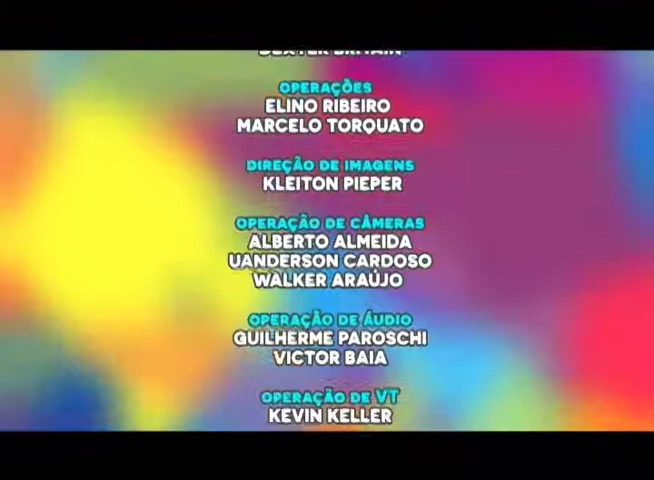 OPERAÇÕES
ELINO RIBEIRO
MARCELO TORQUATO
DIREÇÃO DE IMAGENS
KLEITON PIEPER
OPERAÇÃO DE CÂMERAS
ALBERTO ALMEIDA
UANDERSON CARDOSO
WALKER ARAÚJO
OPERAÇÃO DE ÁUDIO
GUILHERME PAROSCHI
VICTOR BAIA
OPERAÇÃO DE VT
KEVIN KELLER